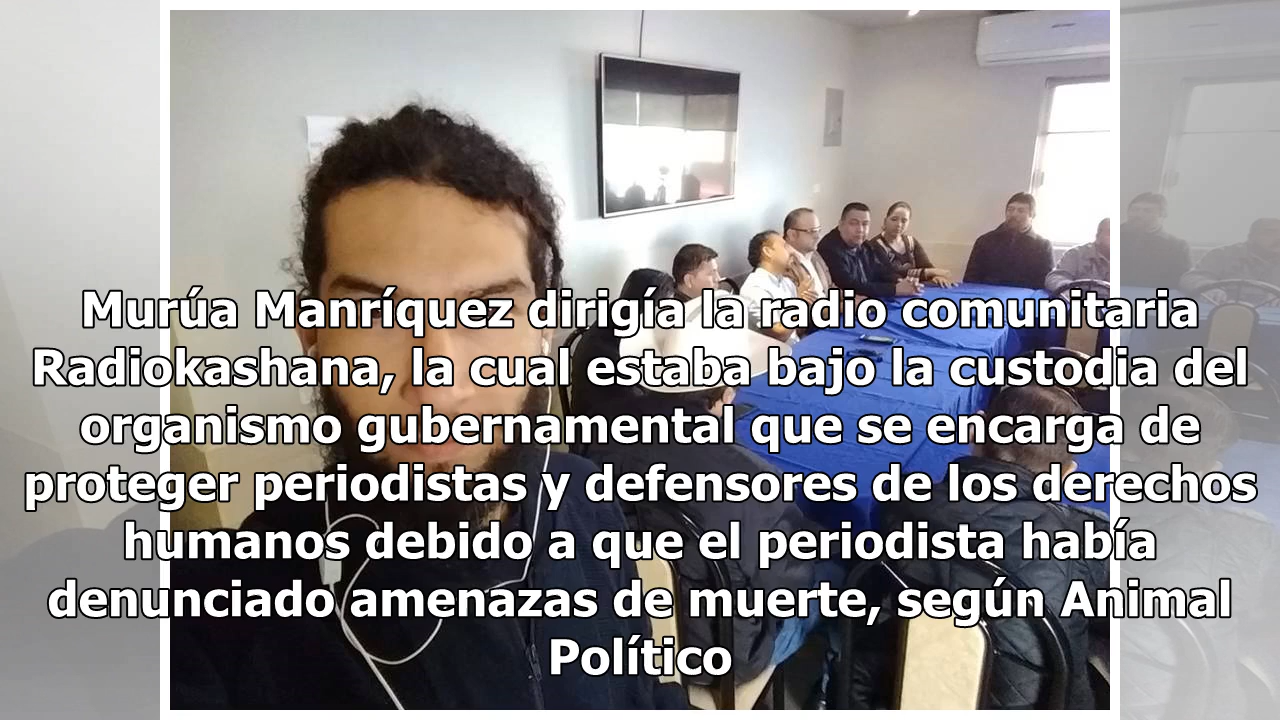 Murúa Manríquez dirigía la radio comunitaria
Radiokashana, la cual estaba bajo la custodia del
organismo gubernamental que se encarga de
proteger periodistas y defensores de los derechos
humanos debido a que el periodista había
denunciado amenazas de muerte, según Animal
Político